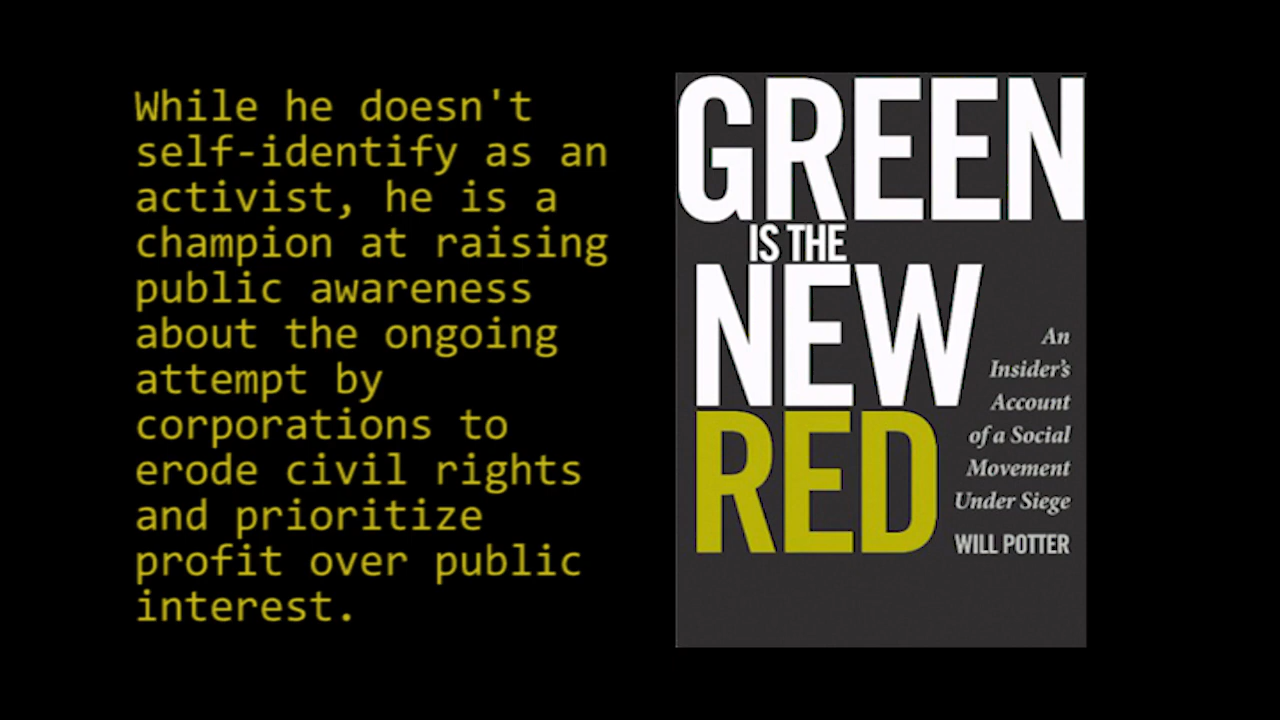 While he doesn't
self-identify as an
activist, he is a
champion at raising
public awareness
about the ongoing
attempt by
corporations to
erode civil rights
and prioritize
profit over public
interest.
GREEN
IS THE
NEW
RED
An
Insider's
Account
of a Social
Movement
Under Siege
WILL POTTER